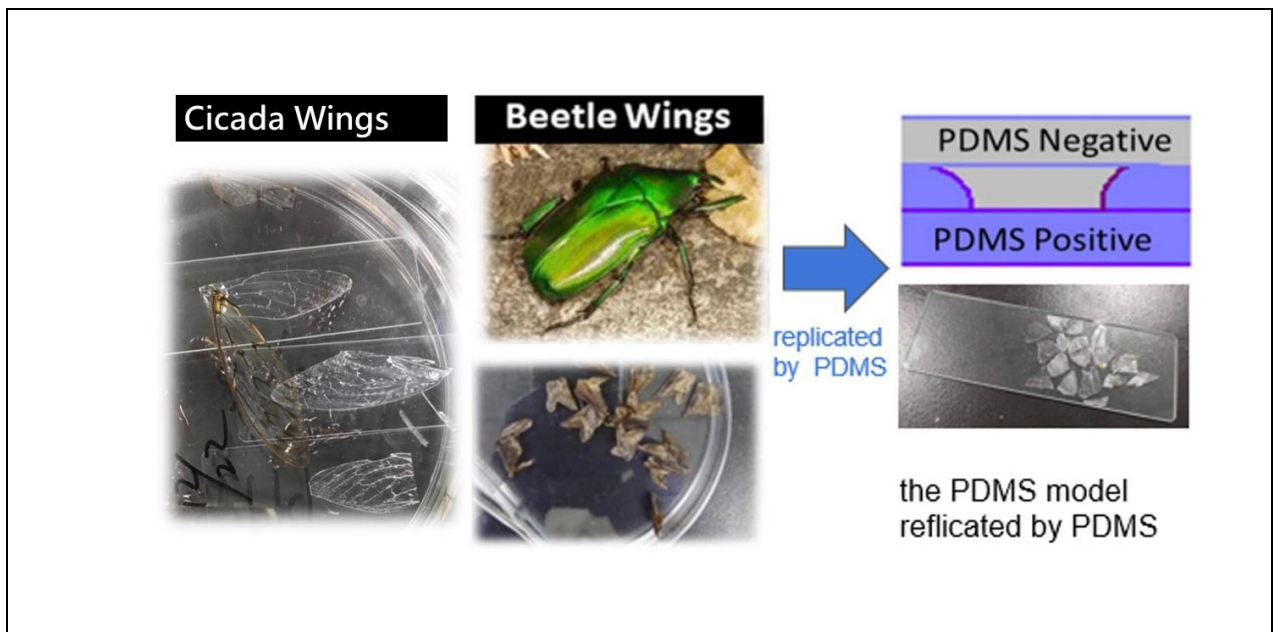 Cicada Wings
Beetle Wings
PDMS Negative
PDMS Positive
replicated
by PDMS
the PDMS model
reflicated by PDMS